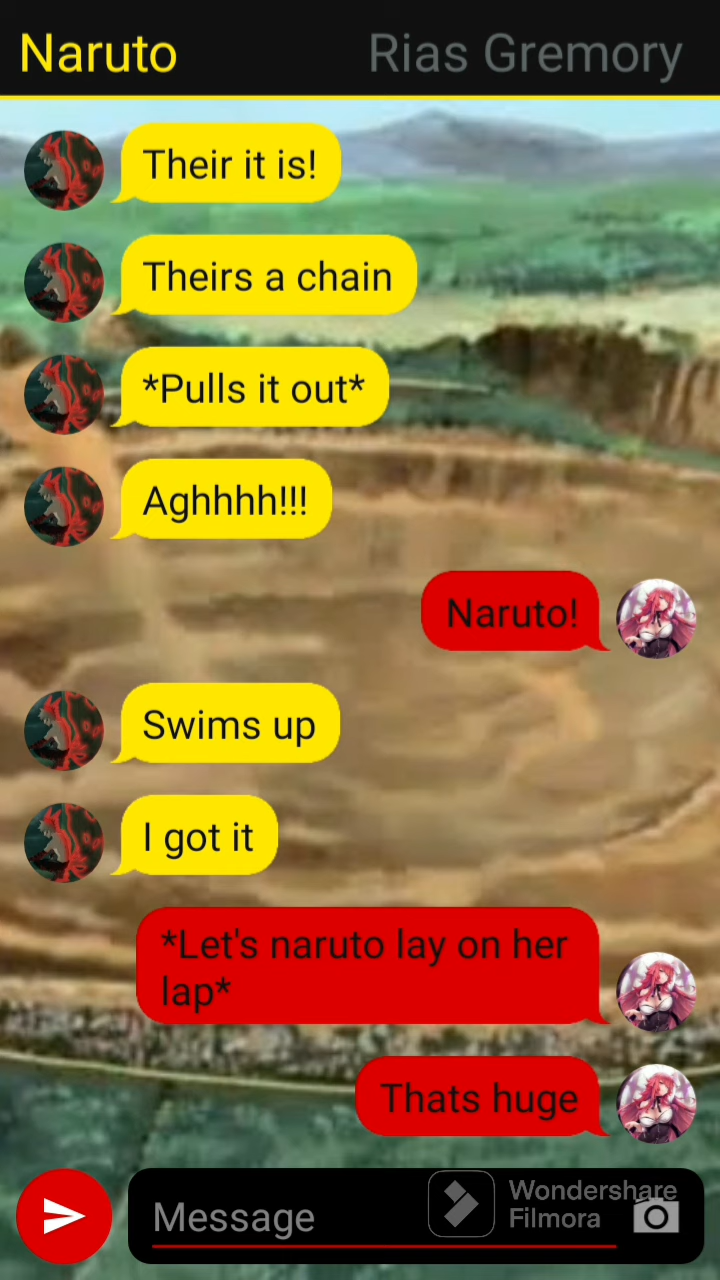 Naruto Rias Gremory
Their it is!
Theirs a chain
*Pulls it out*
Aghhhh!!!
Naruto!
Swims up
I got it
*Let's naruto lay on her
lap*
Thats huge
Message
Wondershare
Filmora